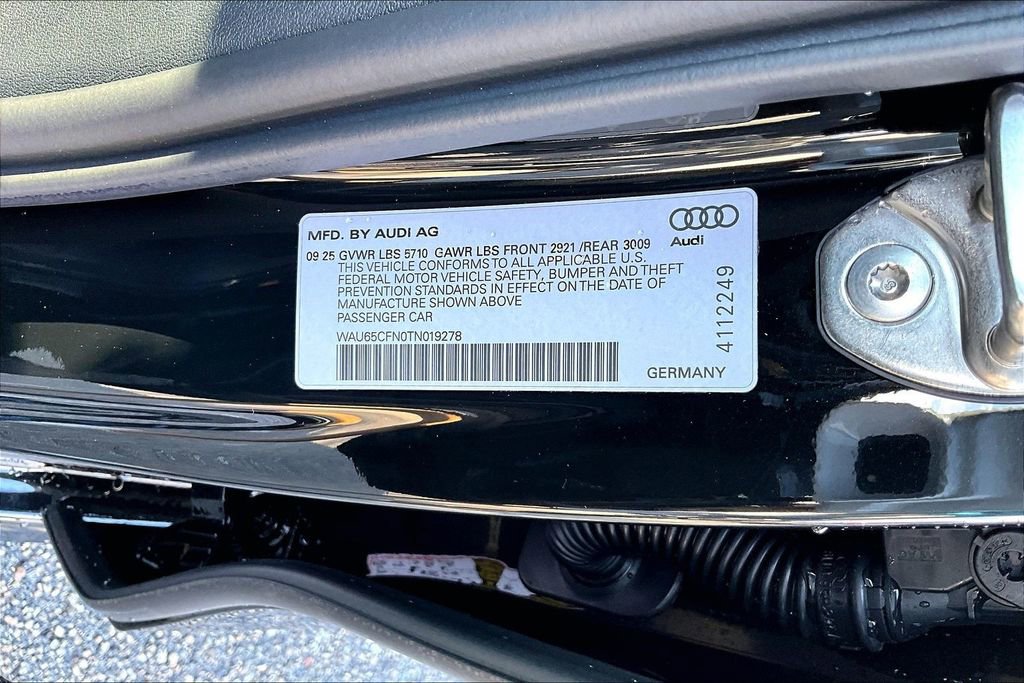 MFD. BY AUDI AG
Audi
09 25 GVWR LBS 5710 GAWR LBS FRONT 2921 /REAR 3009
THIS VEHICLE CONFORMS TO ALL APPLICABLE U.S.
FEDERAL MOTOR VEHICLE SAFETY, BUMPER AND THEFT
PREVENTION STANDARDS IN EFFECT ON THE DATE OF
MANUFACTURE SHOWN ABOVE
PASSENGER CAR
WAU65CFN0TN019278
GERMANY
4112249